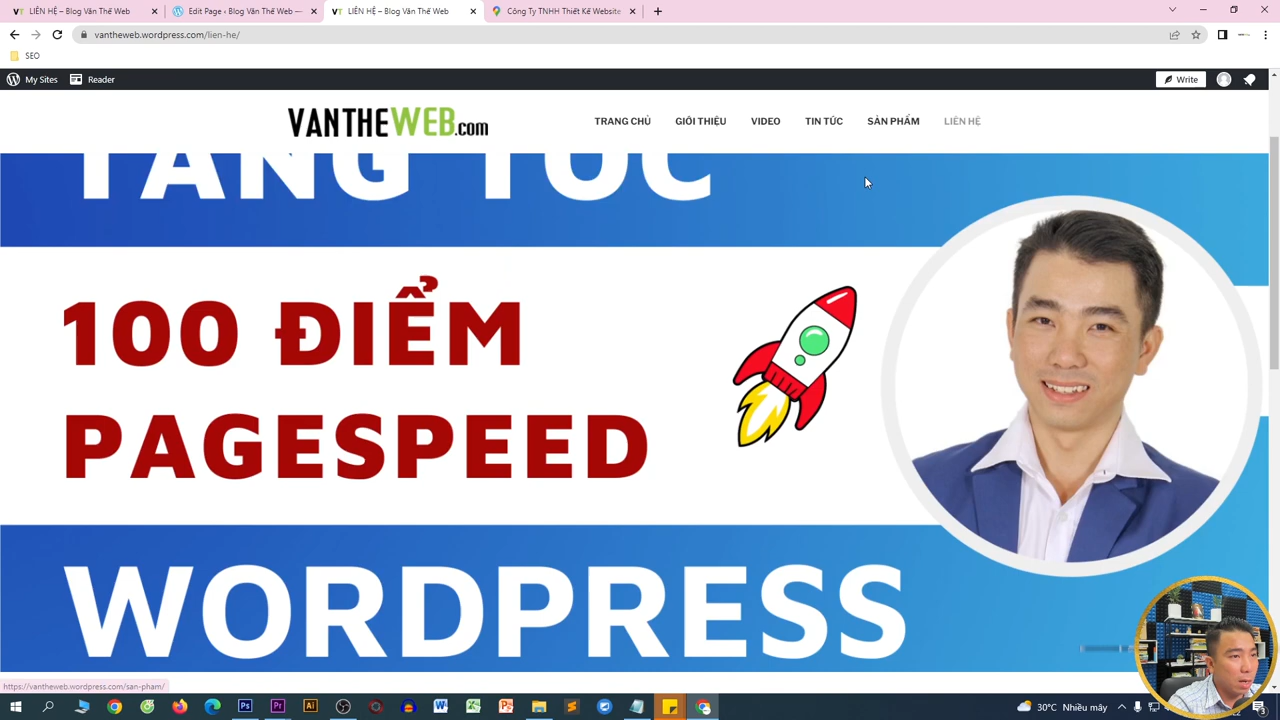 LIÊN HỆ – Blog Văn Thế Web
Edit Page ‹ Blog Văn Thế Web —
LIÊN HỆ – Blog Văn Thế Web
Công Ty TNHH Thiết Kế Website
vantheweb.wordpress.com/lien-he/
SEO
My Sites
Reader
Write
VANTHEWEB.com
TRANG CHỦ
GIỚI THIỆU
VIDEO
TIN TỨC
SẢN PHẨM
LIÊN HỆ
TĂNG TỐC
100 ĐIỂM
PAGESPEED
WORDPRESS
https://vantheweb.wordpress.com/san-pham/
30°C Nhiều mây